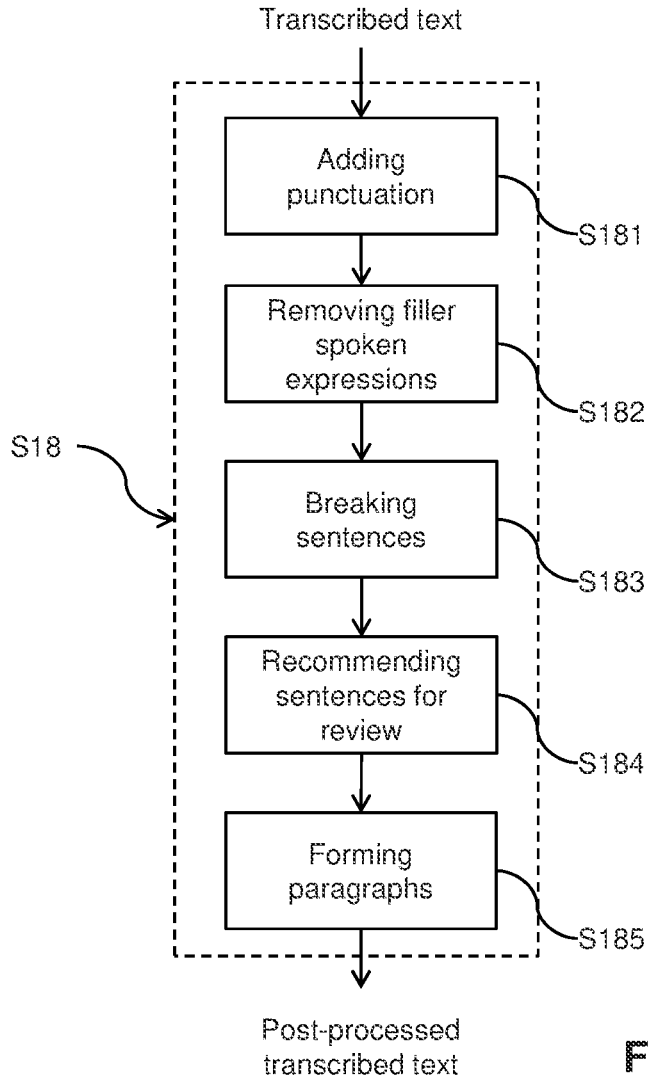 Transcribed text
Adding
punctuation
S181
Removing filler
spoken
expressions
S182
S18
Breaking
sentences
S183
Recommending
sentences for
review
S184
Forming
paragraphs
S185
Post-processed
transcribed text
F